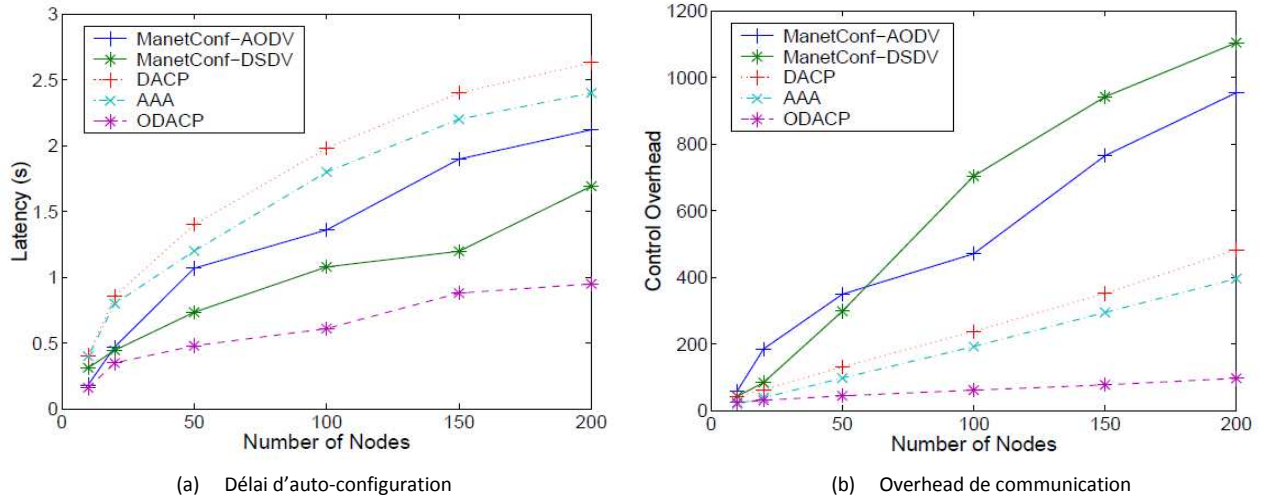 3
2.5
2
1.5
1
0.5
0
Latency (s)
ManetConf-AODV
ManetConf-DSDV
DACP
AAA
ODACP
0 50 100 150 200
Number of Nodes
(a) Délai d'auto-configuration
1200
1000
800
600
400
200
0
Control Overhead
ManetConf-AODV
ManetConf-DSDV
DACP
AAA
ODACP
0 50 100 150 200
Number of Nodes
(b) Overhead de communication